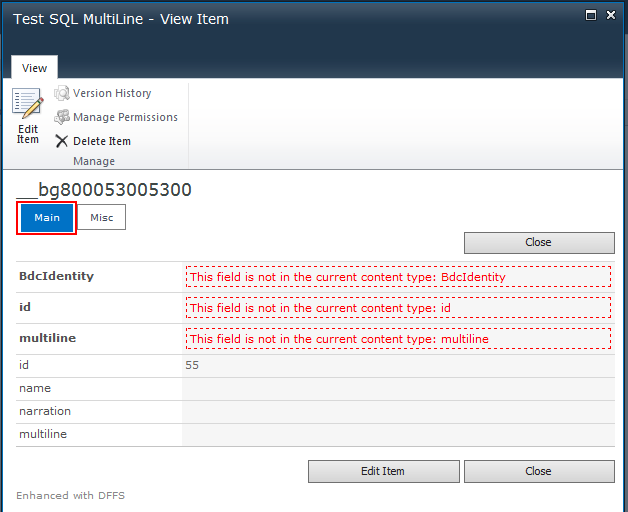 Test SQL MultiLine - View Item
View
Edit
Item
Version History
Manage Permissions
Delete Item
Manage
__bg800053005300
Main Misc
Close
BdcIdentity This field is not in the current content type: BdcIdentity
id This field is not in the current content type: id
multiline This field is not in the current content type: multiline
id 55
name
narration
multiline
Edit Item Close
Enhanced with DFFS